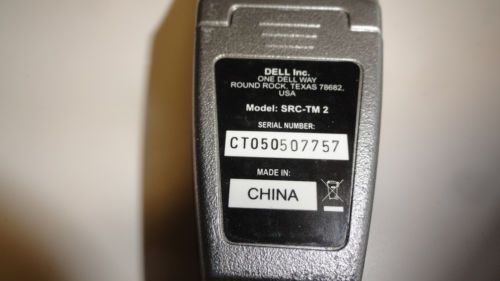 DELL Inc.
ONE DELL WAY
ROUND ROCK, TEXAS 78682,
USA
Model: SRC-TM 2
SERIAL NUMBER:
CT050507757
MADE IN:
CHINA